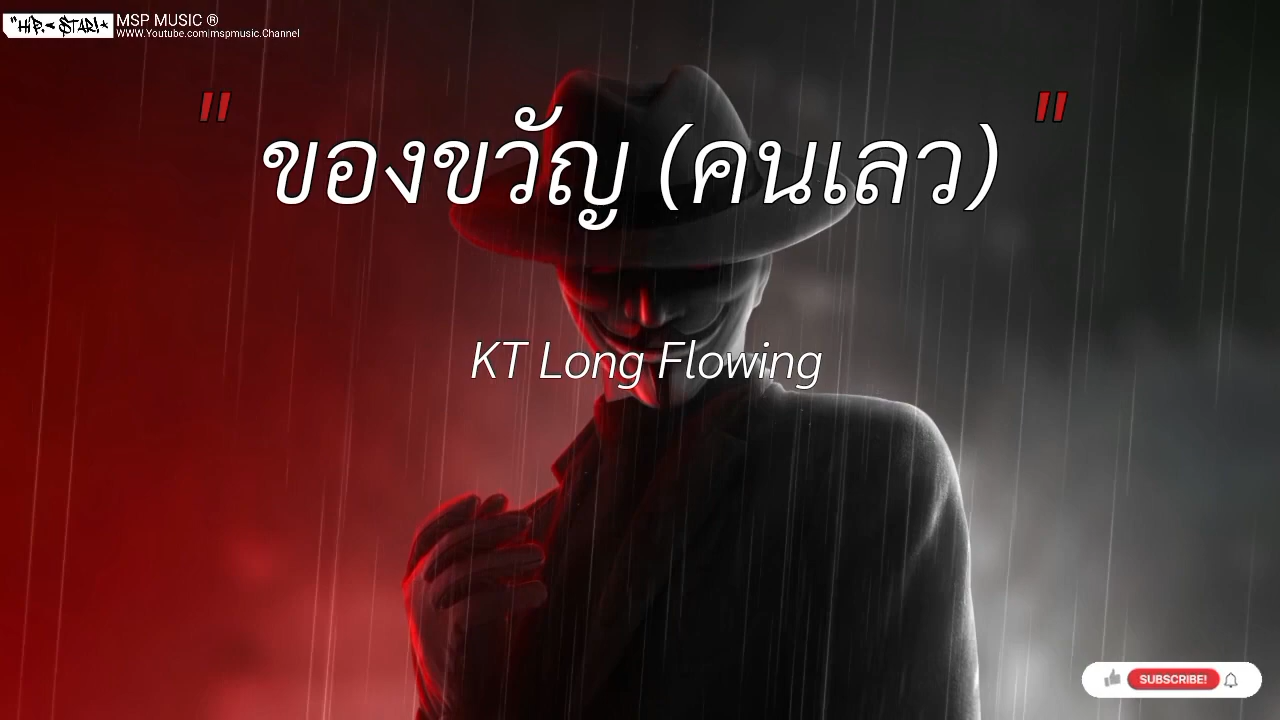 "HIP.< STAR!*
MSP MUSIC ®
WWW.Youtube.com|mspmusic.Channel
" ของขวัญ (คนเลว) "
KT Long Flowing
SUBSCRIBE!